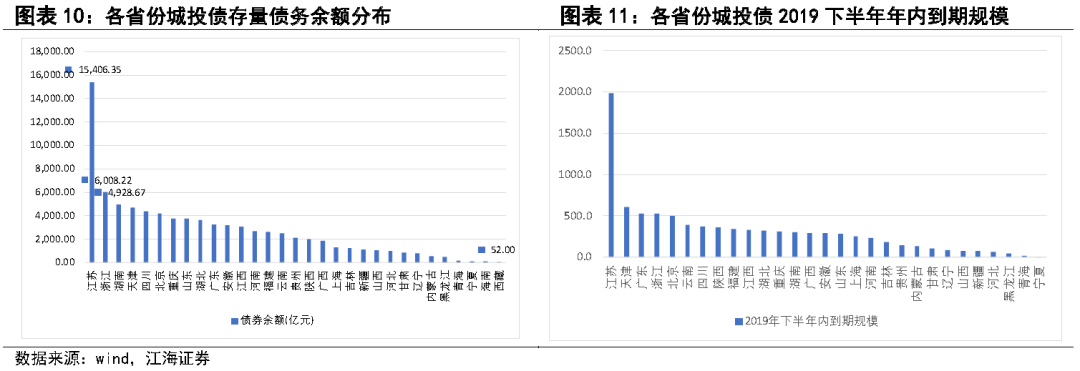 图表 10：各省份城投债存量债务余额分布
18,000.00
16,000.00
14,000.00
12,000.00
10,000.00
8,000.00
6,000.00
4,000.00
2,000.00
0.00
15,406.35
6,008.22
4,928.67
52.00
江苏 浙江 湖南 天津 四川 北京 重庆 山东 湖北 广东 安徽 江西 河南 福建 云南 贵州 陕西 广西 上海 吉林 新疆 山西 河北 甘肃 辽宁 内蒙古 黑龙江 青海 宁夏 海南 西藏
债券余额(亿元)
图表 11：各省份城投债 2019 下半年年内到期规模
2500.0
2000.0
1500.0
1000.0
500.0
0.0
江苏 天津 广东 浙江 北京 云南 四川 陕西 福建 江西 湖北 重庆 湖南 广西 安徽 山东 上海 河南 吉林 贵州 内蒙古 甘肃 辽宁 山西 新疆 河北 黑龙江 青海 宁夏
2019年下半年内到期规模
数据来源：wind，江海证券